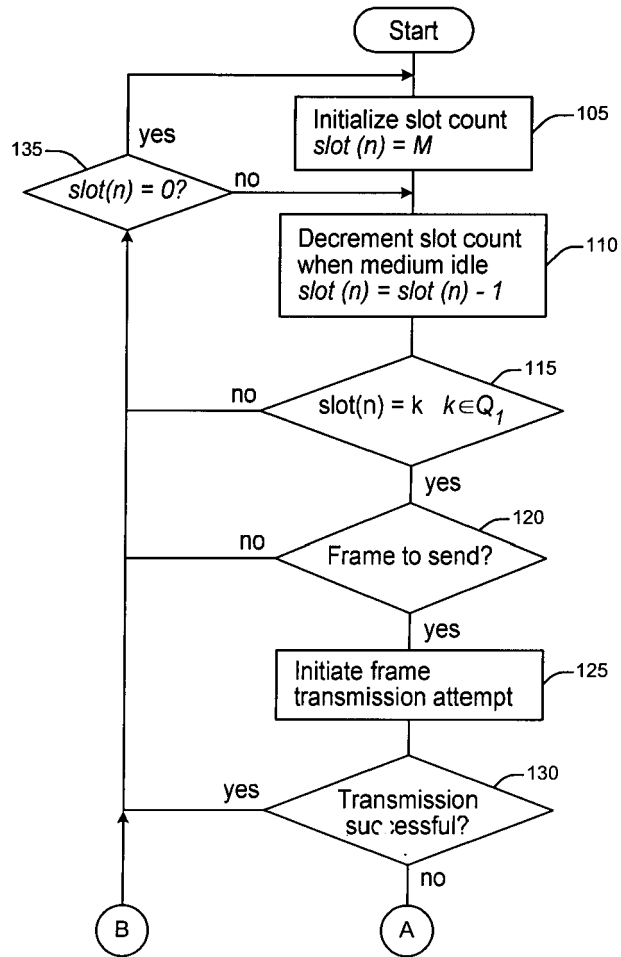 Start
105
Initialize slot count
slot (n) = M
yes
135
slot(n) = 0?
no
110
Decrement slot count
when medium idle
slot (n) = slot (n) - 1
115
no
slot(n) = k k∈Q₁
yes
120
no
Frame to send?
yes
125
Initiate frame
transmission attempt
130
yes
Transmission
successful?
no
B
A